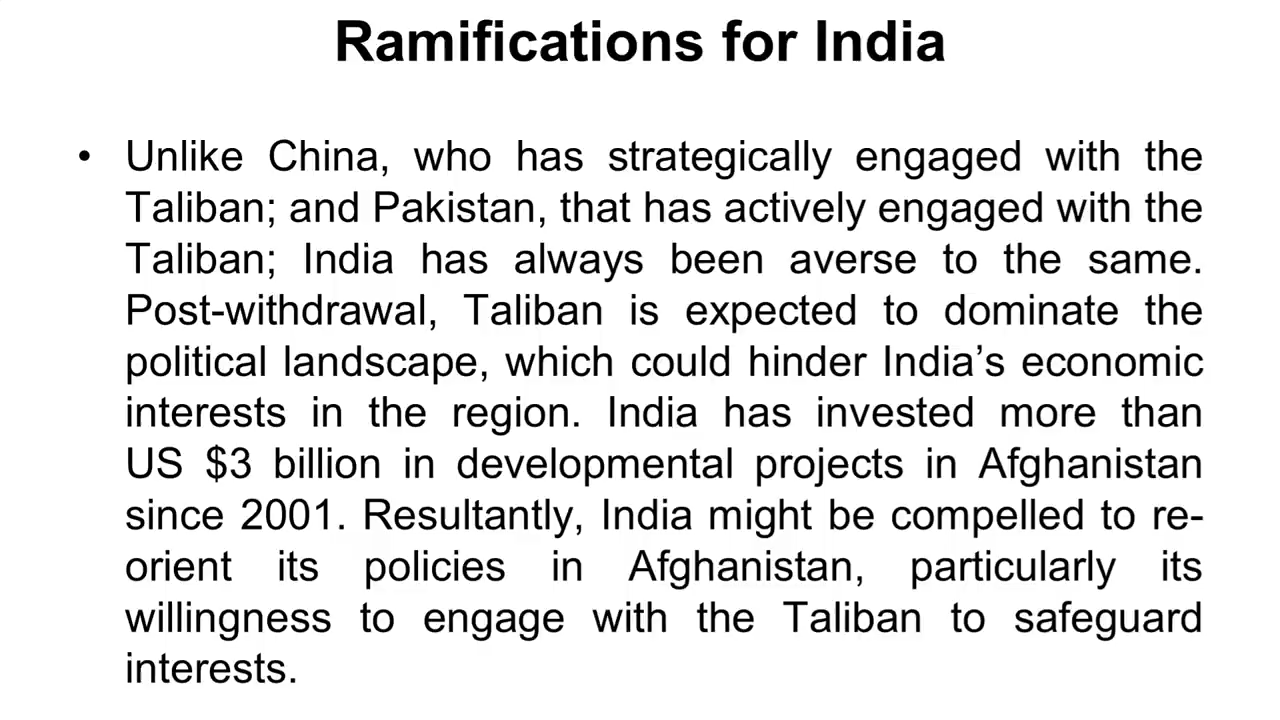 Ramifications for India
• Unlike China, who has strategically engaged with the
Taliban; and Pakistan, that has actively engaged with the
Taliban; India has always been averse to the same.
Post-withdrawal, Taliban is expected to dominate the
political landscape, which could hinder India’s economic
interests in the region. India has invested more than
US $3 billion in developmental projects in Afghanistan
since 2001. Resultantly, India might be compelled to re-
orient its policies in Afghanistan, particularly its
willingness to engage with the Taliban to safeguard
interests.